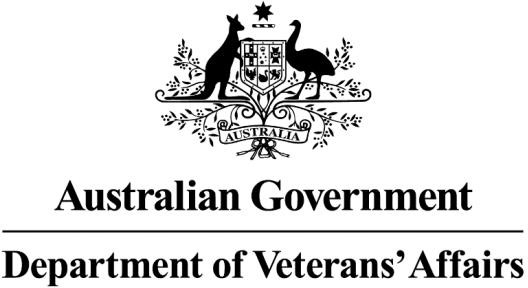 AUSTRALIA
Australian Government
Department of Veterans' Affairs